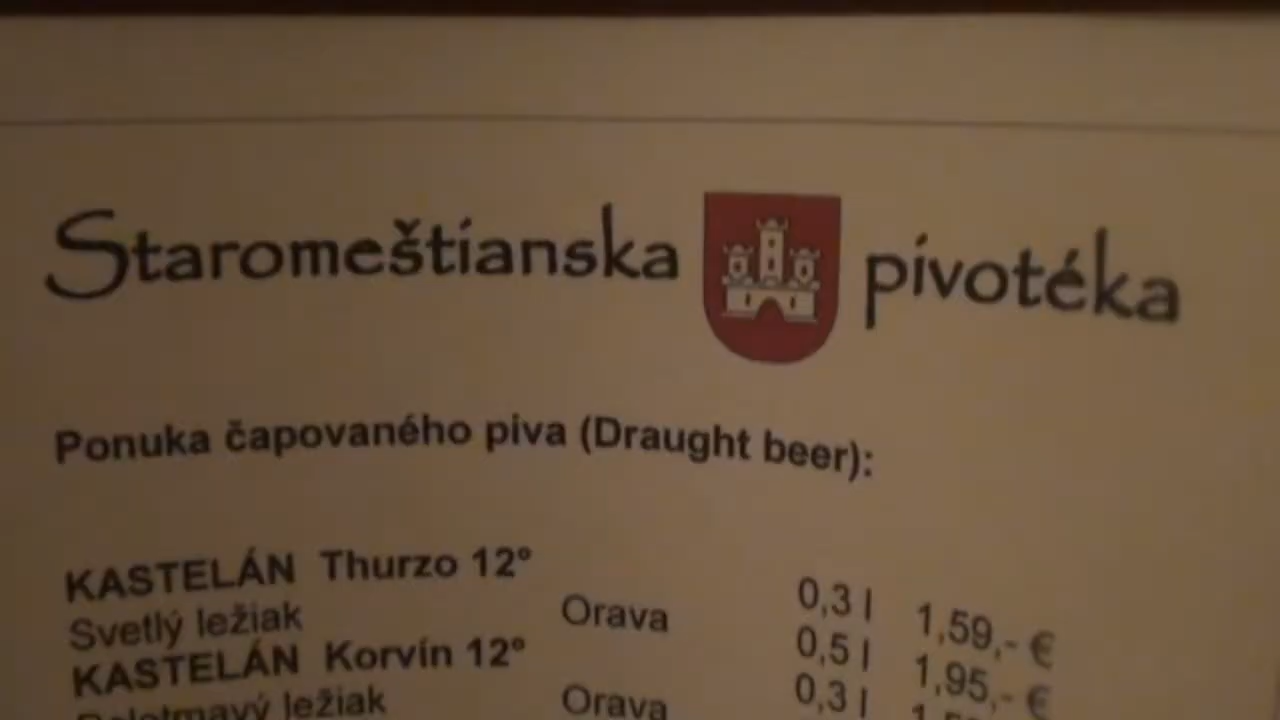 Staromeštianska pivotéka
Ponuka čapovaného piva (Draught beer):
KASTELÁN Thurzo 12°
Svetlý ležiak Orava 0,3 l 1,59,- €
KASTELÁN Korvín 12° 0,5 l 1,95,- €
ležiak Orava 0,3 l